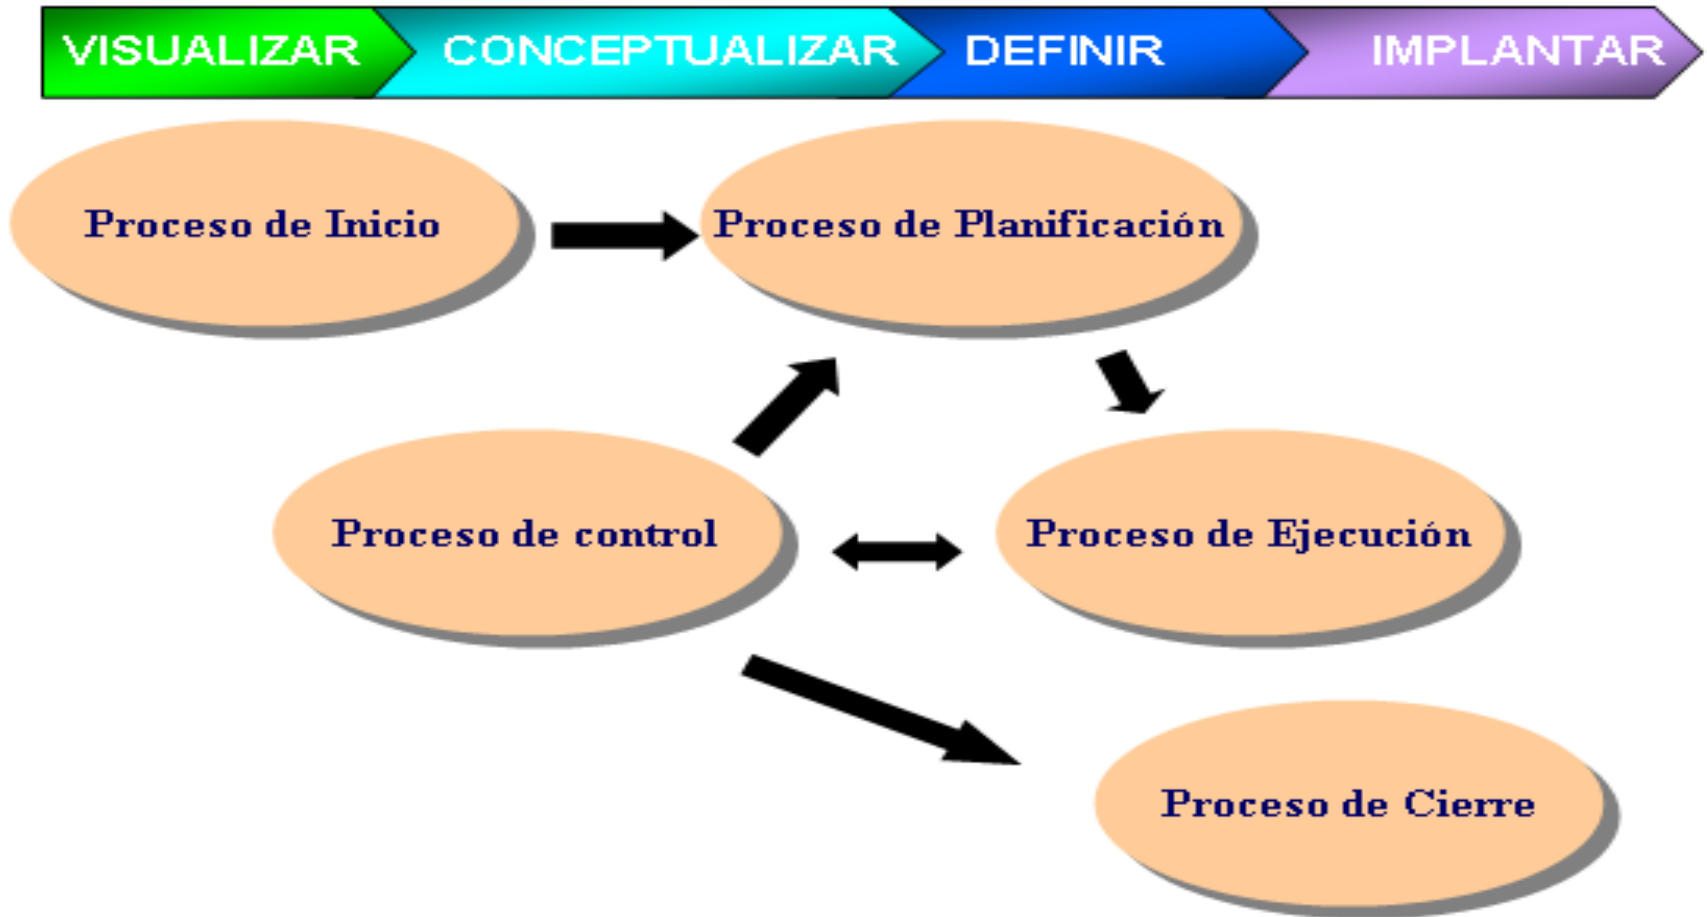 VISUALIZAR
CONCEPTUALIZAR
DEFINIR
IMPLANTAR
Proceso de Inicio
Proceso de Planificación
Proceso de control
Proceso de Ejecución
Proceso de Cierre